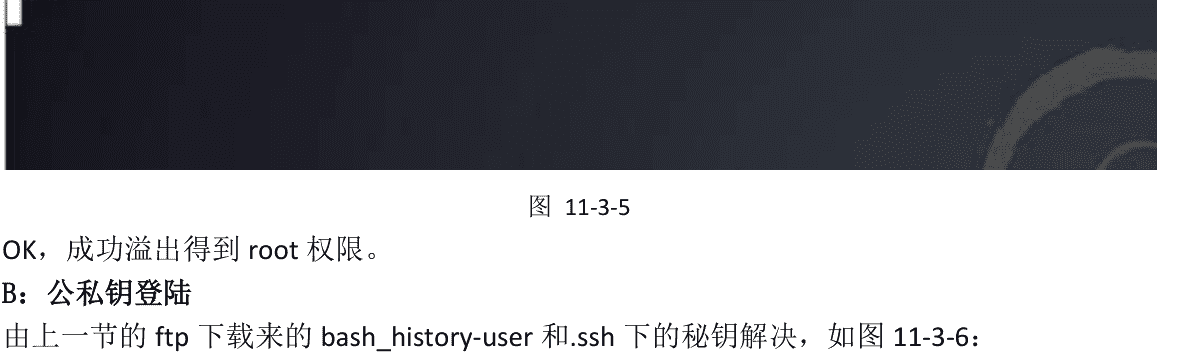 图 11-3-5
OK，成功溢出得到 root 权限。
B：公私钥登陆
由上一节的 ftp 下载来的 bash_history-user 和.ssh 下的秘钥解决，如图 11-3-6：